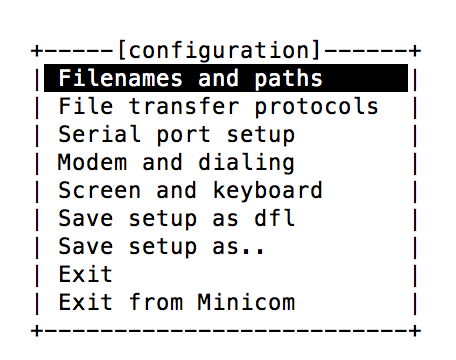 +-----[configuration]------+
| Filenames and paths      |
| File transfer protocols  |
| Serial port setup        |
| Modem and dialing        |
| Screen and keyboard      |
| Save setup as dfl        |
| Save setup as..          |
| Exit                     |
| Exit from Minicom        |
+--------------------------+